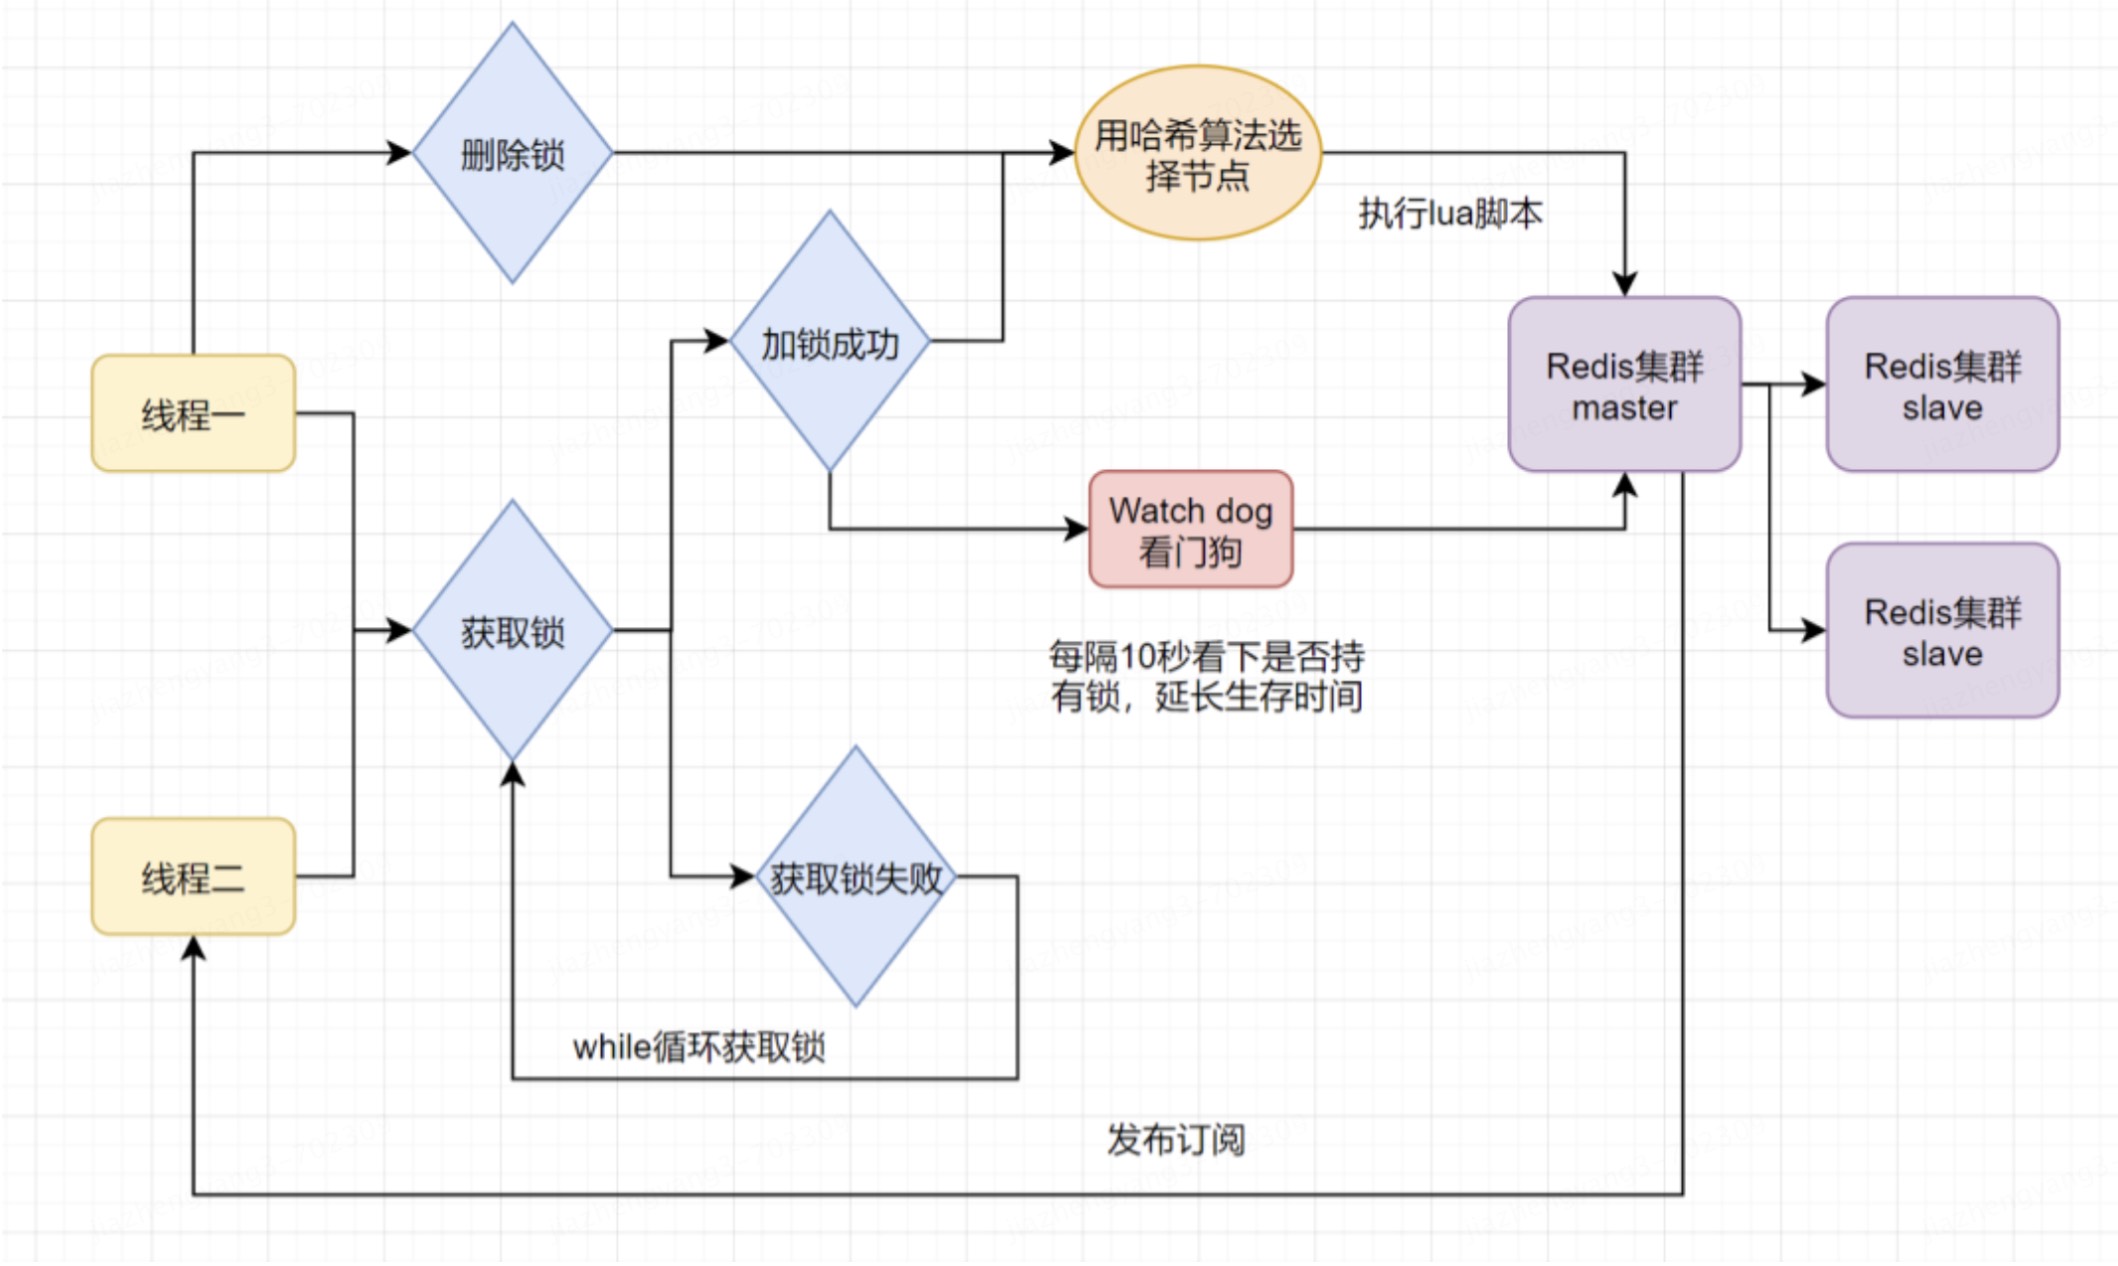 删除锁
用哈希算法选
择节点
执行lua脚本
加锁成功
线程一
Redis集群
master
Redis集群
slave
Watch dog
看门狗
获取锁
每隔10秒看下是否持
有锁，延长生存时间
Redis集群
slave
线程二
获取锁失败
while循环获取锁
发布订阅